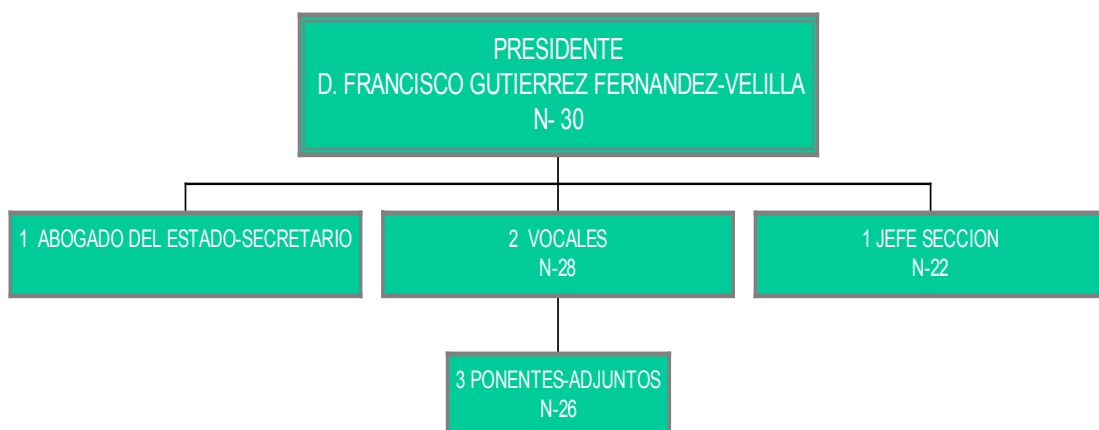 PRESIDENTE
D. FRANCISCO GUTIERREZ FERNANDEZ-VELILLA
N- 30
1 ABOGADO DEL ESTADO-SECRETARIO
2 VOCALES
N-28
1 JEFE SECCION
N-22
3 PONENTES-ADJUNTOS
N-26